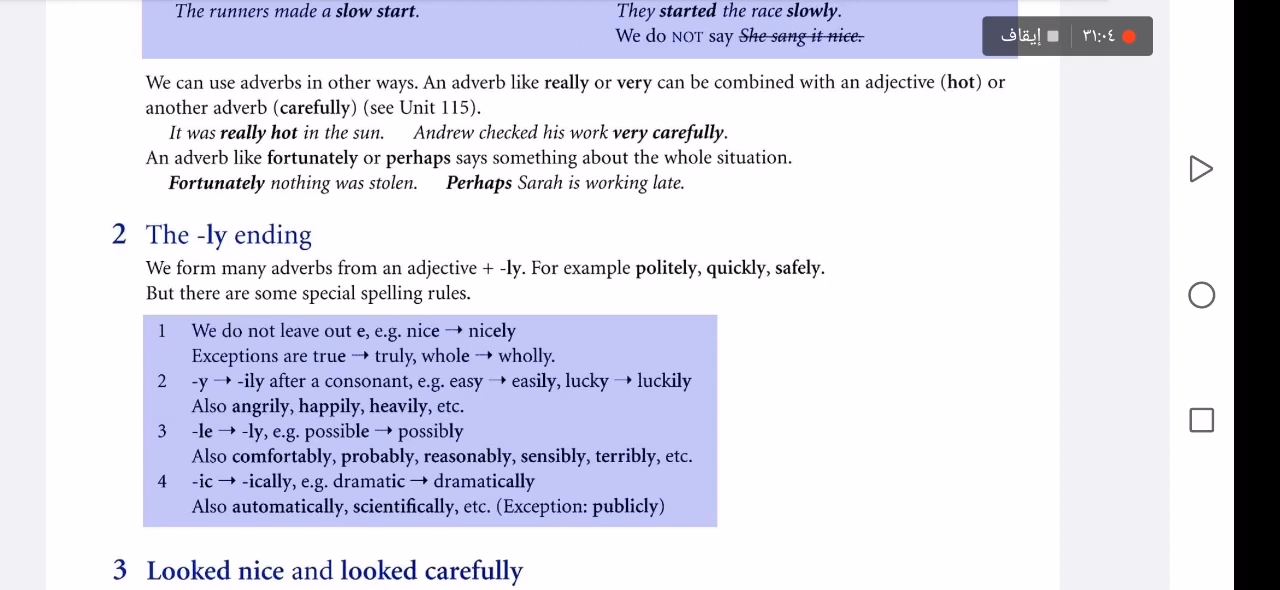 The runners made a slow start. They started the race slowly.
We do NOT say She sang it nice.
إيقاف ٣١:٠٤
We can use adverbs in other ways. An adverb like really or very can be combined with an adjective (hot) or
another adverb (carefully) (see Unit 115).
It was really hot in the sun. Andrew checked his work very carefully.
An adverb like fortunately or perhaps says something about the whole situation.
Fortunately nothing was stolen. Perhaps Sarah is working late.
2 The -ly ending
We form many adverbs from an adjective + -ly. For example politely, quickly, safely.
But there are some special spelling rules.
1 We do not leave out e, e.g. nice → nicely
Exceptions are true → truly, whole → wholly.
2 -y → -ily after a consonant, e.g. easy → easily, lucky → luckily
Also angrily, happily, heavily, etc.
3 -le → -ly, e.g. possible → possibly
Also comfortably, probably, reasonably, sensibly, terribly, etc.
4 -ic → -ically, e.g. dramatic → dramatically
Also automatically, scientifically, etc. (Exception: publicly)
3 Looked nice and looked carefully